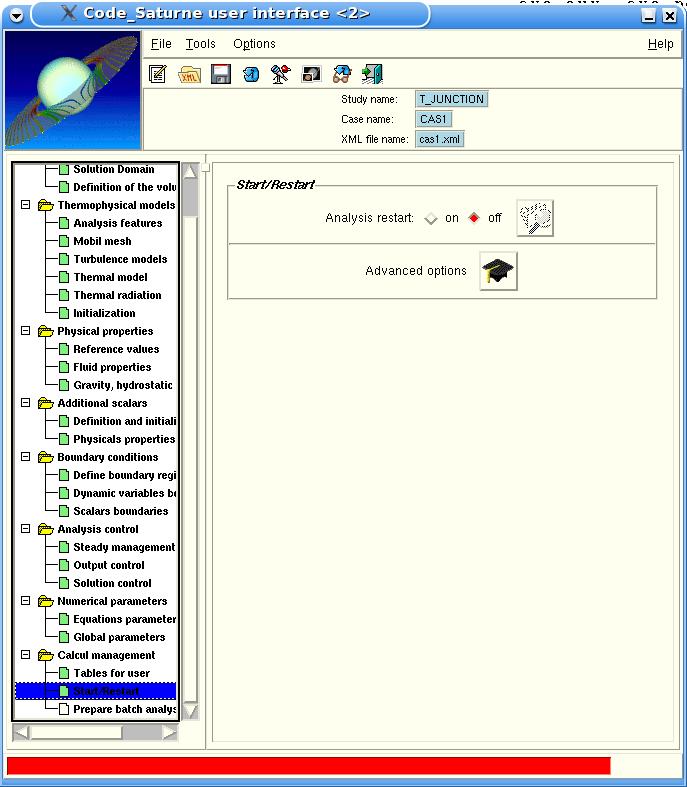 Code_Saturne user interface <2>
File Tools Options Help
XML
Study name: T_JUNCTION
Case name: CAS1
XML file name: cas1.xml
Solution Domain
Definition of the volu
Thermophysical models
Analysis features
Mobil mesh
Turbulence models
Thermal model
Thermal radiation
Initialization
Physical properties
Reference values
Fluid properties
Gravity, hydrostatic
Additional scalars
Definition and initiali
Physicals properties
Boundary conditions
Define boundary regi
Dynamic variables bo
Scalars boundaries
Analysis control
Steady management
Output control
Solution control
Numerical parameters
Equations parameter
Global parameters
Calcul management
Tables for user
Start/Restart
Prepare batch analys
Start/Restart
Analysis restart: on off
Advanced options